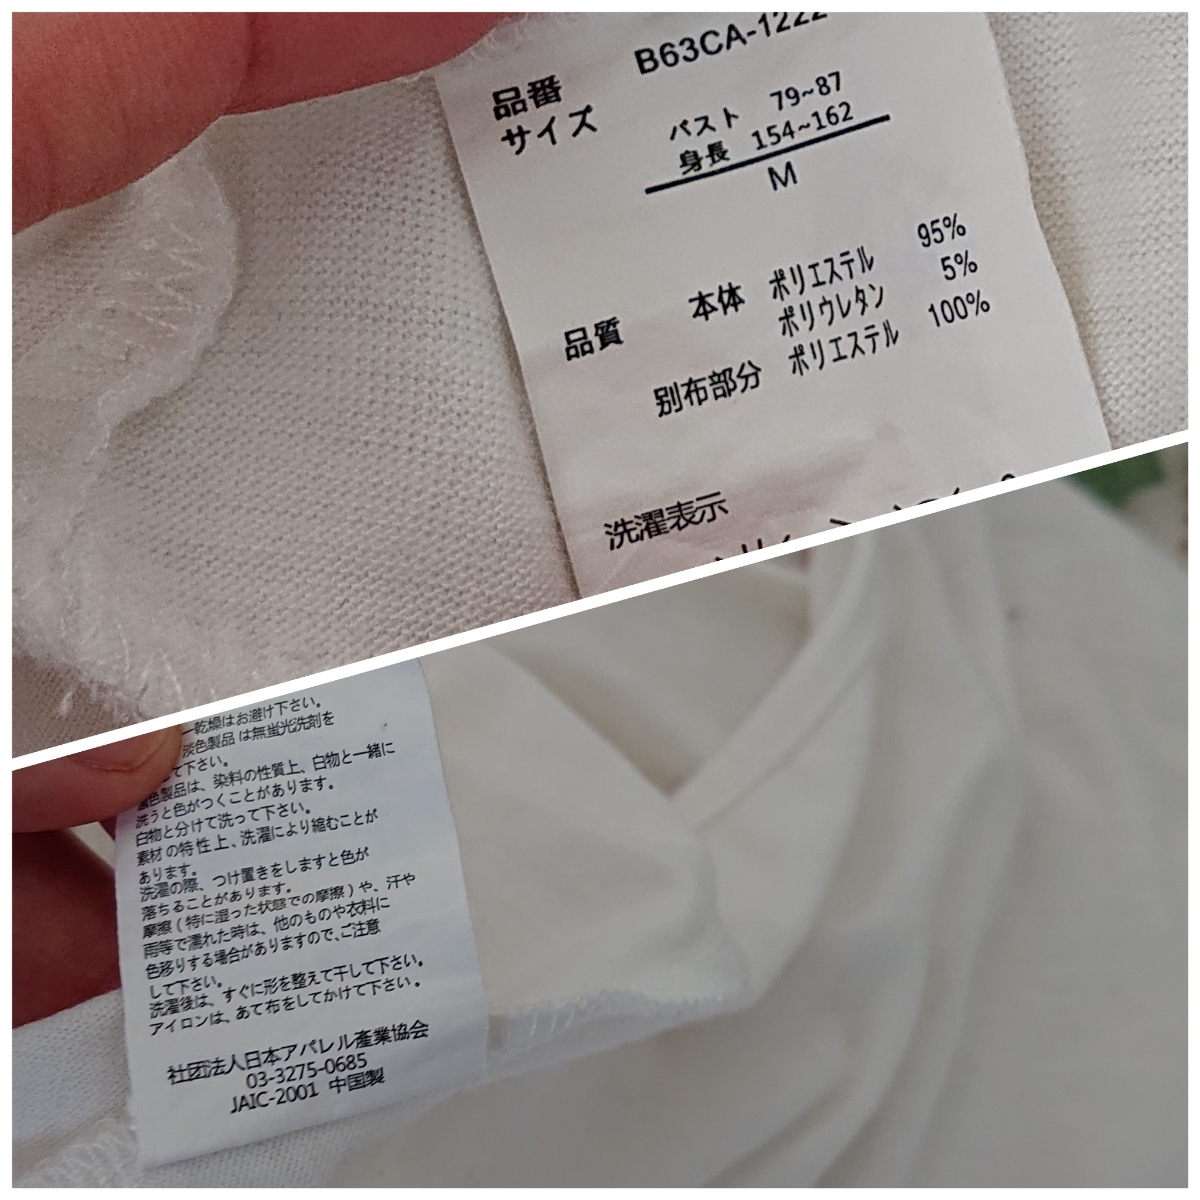 品番 B63CA-1222
サイズ
バスト 79~87
身長 154~162
M
品質 本体 ポリエステル 95%
ポリウレタン 5%
別布部分 ポリエステル 100%
洗濯表示
乾燥はお避け下さい。
淡色製品は無蛍光洗剤を
て下さい。
色製品は、染料の性質上、白物と一緒に
洗うと色がつくことがあります。
白物と分けて洗って下さい。
素材の特性上、洗濯により縮むことが
あります。
洗濯の際、つけ置きをしますと色が
落ちることがあります。
摩擦(特に湿った状態での摩擦)や、汗や
雨等で濡れた時は、他のものや衣料に
色移りする場合がありますので、ご注意
して下さい。
洗濯後は、すぐに形を整えて干して下さい。
アイロンは、あて布をしてかけて下さい。
社団法人日本アパレル産業協会
03-3275-0685
JAIC-2001 中国製